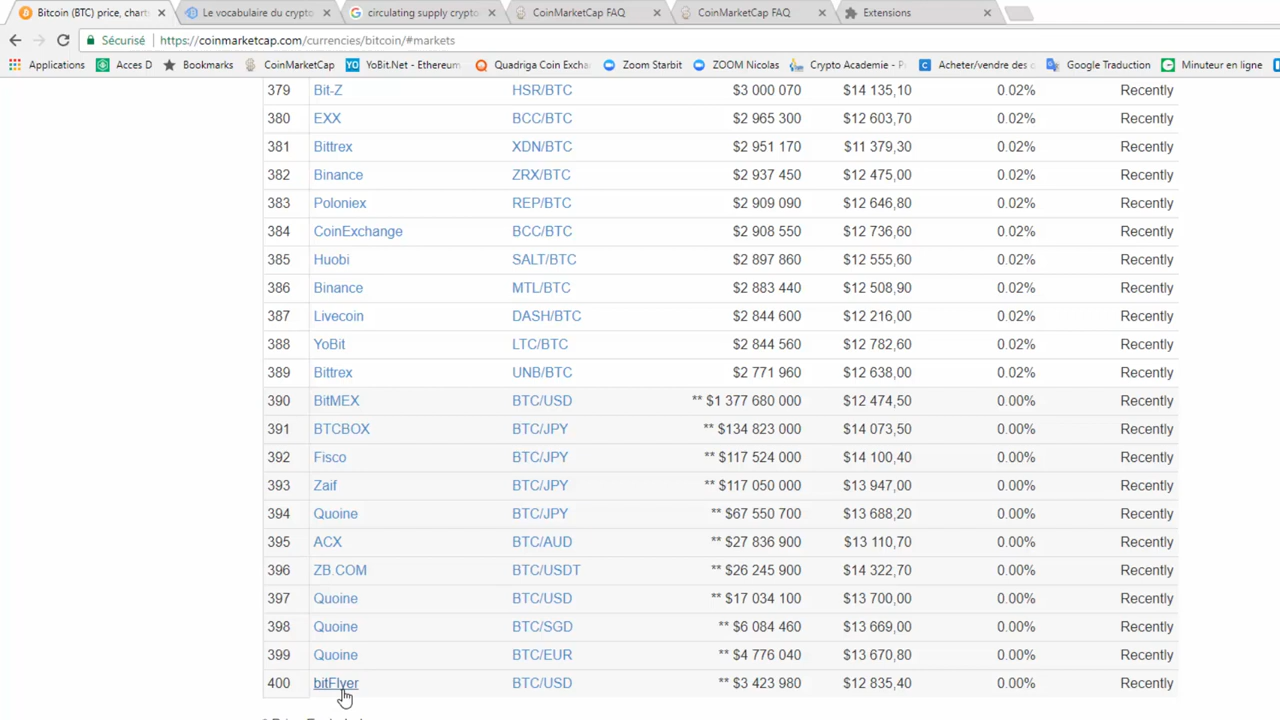 Bitcoin (BTC) price, chart Le vocabulaire du crypto circulating supply crypto CoinMarketCap FAQ CoinMarketCap FAQ Extensions
Sécurisé https://coinmarketcap.com/currencies/bitcoin/#markets
Applications Acces D Bookmarks CoinMarketCap YoBit.Net - Ethereum Quadriga Coin Excha Zoom Starbit ZOOM Nicolas Crypto Academie - P Acheter/vendre des c Google Traduction Minuteur en ligne
379 Bit-Z HSR/BTC $3 000 070 $14 135,10 0.02% Recently
380 EXX BCC/BTC $2 965 300 $12 603,70 0.02% Recently
381 Bittrex XDN/BTC $2 951 170 $11 379,30 0.02% Recently
382 Binance ZRX/BTC $2 937 450 $12 475,00 0.02% Recently
383 Poloniex REP/BTC $2 909 090 $12 646,80 0.02% Recently
384 CoinExchange BCC/BTC $2 908 550 $12 736,60 0.02% Recently
385 Huobi SALT/BTC $2 897 860 $12 555,60 0.02% Recently
386 Binance MTL/BTC $2 883 440 $12 508,90 0.02% Recently
387 Livecoin DASH/BTC $2 844 600 $12 216,00 0.02% Recently
388 YoBit LTC/BTC $2 844 560 $12 782,60 0.02% Recently
389 Bittrex UNB/BTC $2 771 960 $12 638,00 0.02% Recently
390 BitMEX BTC/USD ** $1 377 680 000 $12 474,50 0.00% Recently
391 BTCBOX BTC/JPY ** $134 823 000 $14 073,50 0.00% Recently
392 Fisco BTC/JPY ** $117 524 000 $14 100,40 0.00% Recently
393 Zaif BTC/JPY ** $117 050 000 $13 947,00 0.00% Recently
394 Quoine BTC/JPY ** $67 550 700 $13 688,20 0.00% Recently
395 ACX BTC/AUD ** $27 836 900 $13 110,70 0.00% Recently
396 ZB.COM BTC/USDT ** $26 245 900 $14 322,70 0.00% Recently
397 Quoine BTC/USD ** $17 034 100 $13 700,00 0.00% Recently
398 Quoine BTC/SGD ** $6 084 460 $13 669,00 0.00% Recently
399 Quoine BTC/EUR ** $4 776 040 $13 670,80 0.00% Recently
400 bitFlyer BTC/USD ** $3 423 980 $12 835,40 0.00% Recently